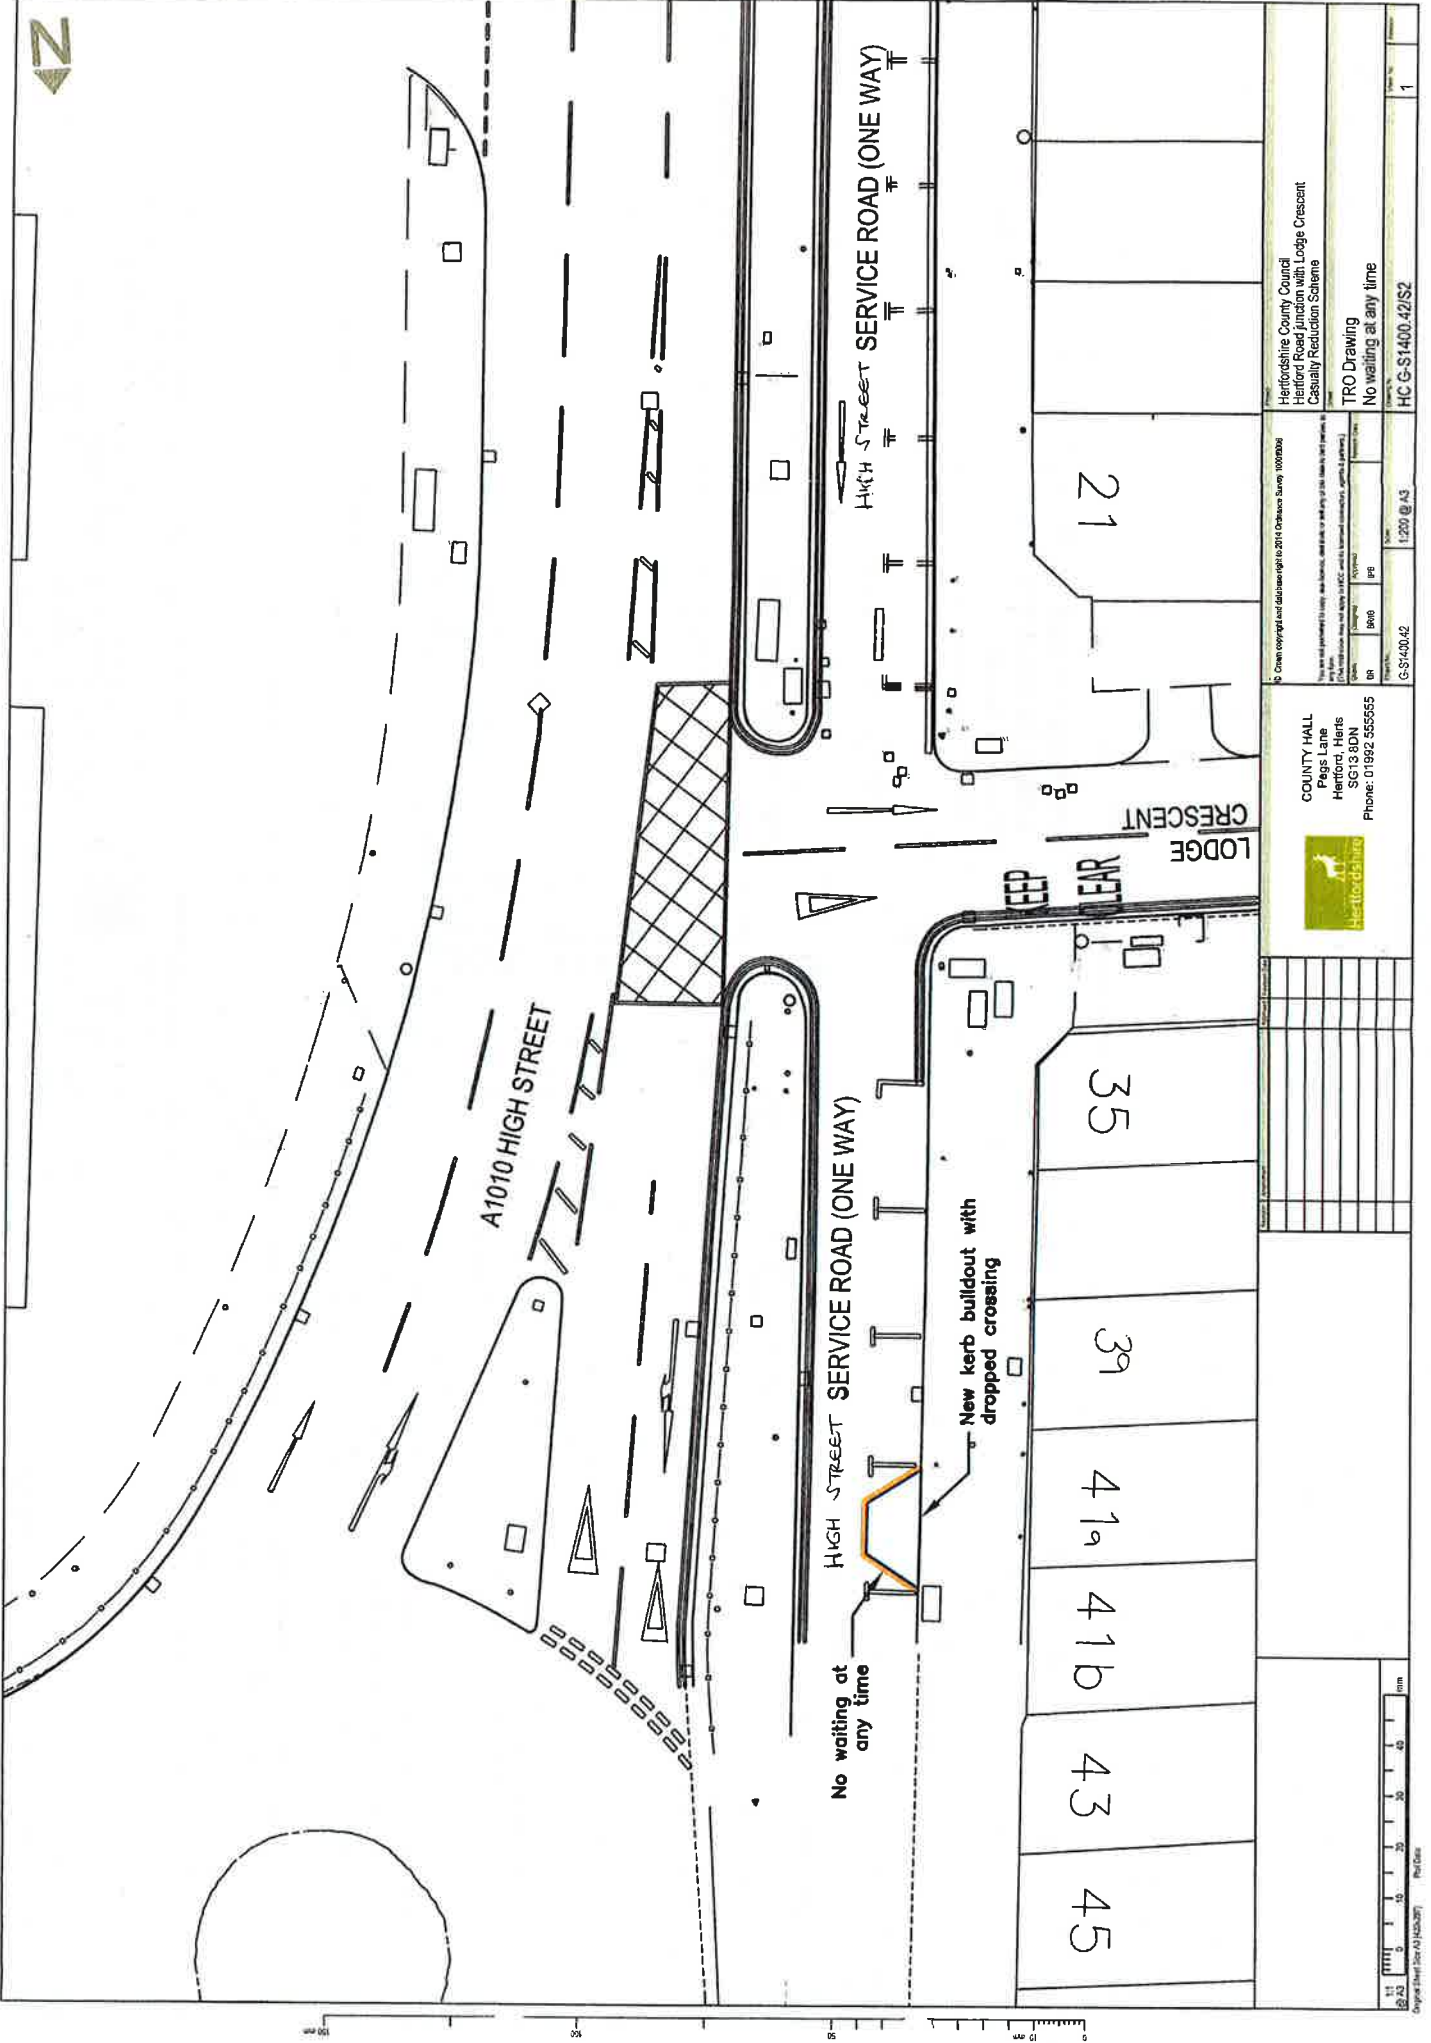 N
A1010 HIGH STREET
HIGH STREET SERVICE ROAD (ONE WAY)
HIGH STREET SERVICE ROAD (ONE WAY)
LODGE
CRESCENT
KEEP
CLEAR
No waiting at
any time
New kerb buildout with
dropped crossing
45
43
41b
41a
39
35
21
COUNTY HALL
Pegs Lane
Hertford, Herts
SG13 8DN
Phone: 01992 555555
Hertfordshire
Hertfordshire County Council
Hertford Road junction with Lodge Crescent
Casualty Reduction Scheme
TRO Drawing
No waiting at any time
G-S1400.42
1:200 @ A3
HC G-S1400.42/S2
1